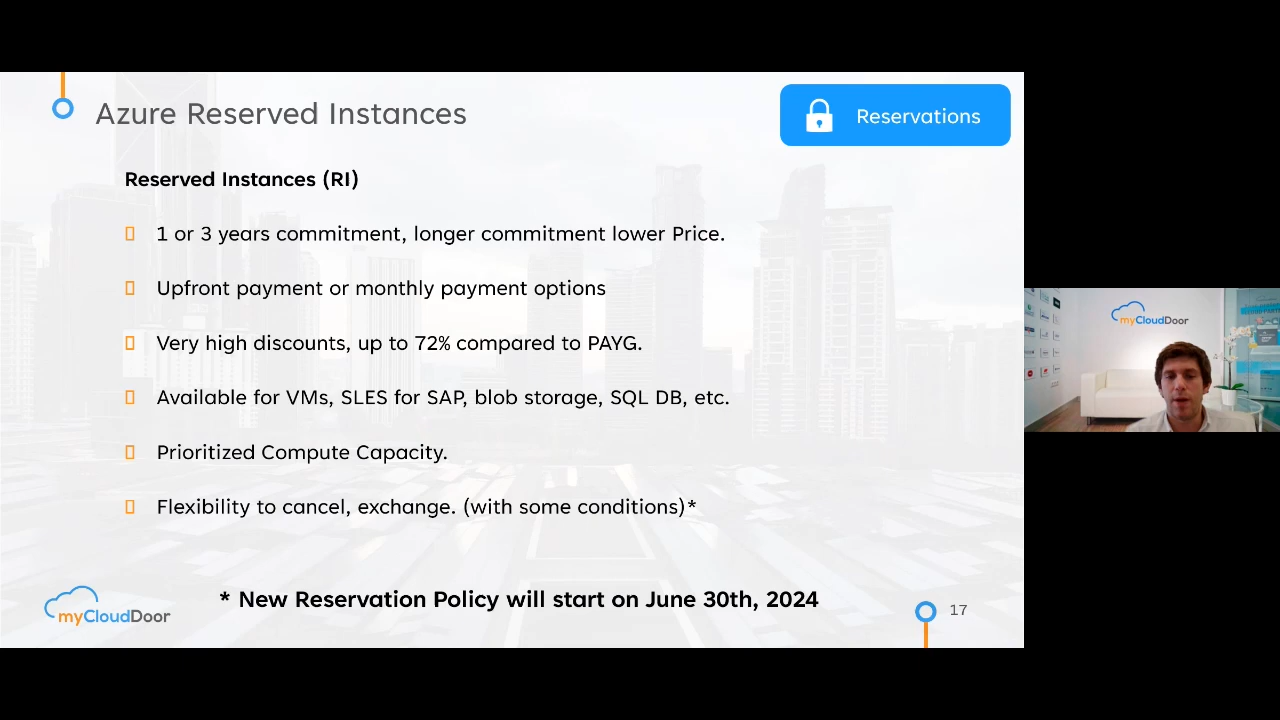 Azure Reserved Instances
Reservations
Reserved Instances (RI)
1 or 3 years commitment, longer commitment lower Price.
Upfront payment or monthly payment options
Very high discounts, up to 72% compared to PAYG.
Available for VMs, SLES for SAP, blob storage, SQL DB, etc.
Prioritized Compute Capacity.
Flexibility to cancel, exchange. (with some conditions)*
* New Reservation Policy will start on June 30th, 2024
myCloudDoor
17
myCloudDoor